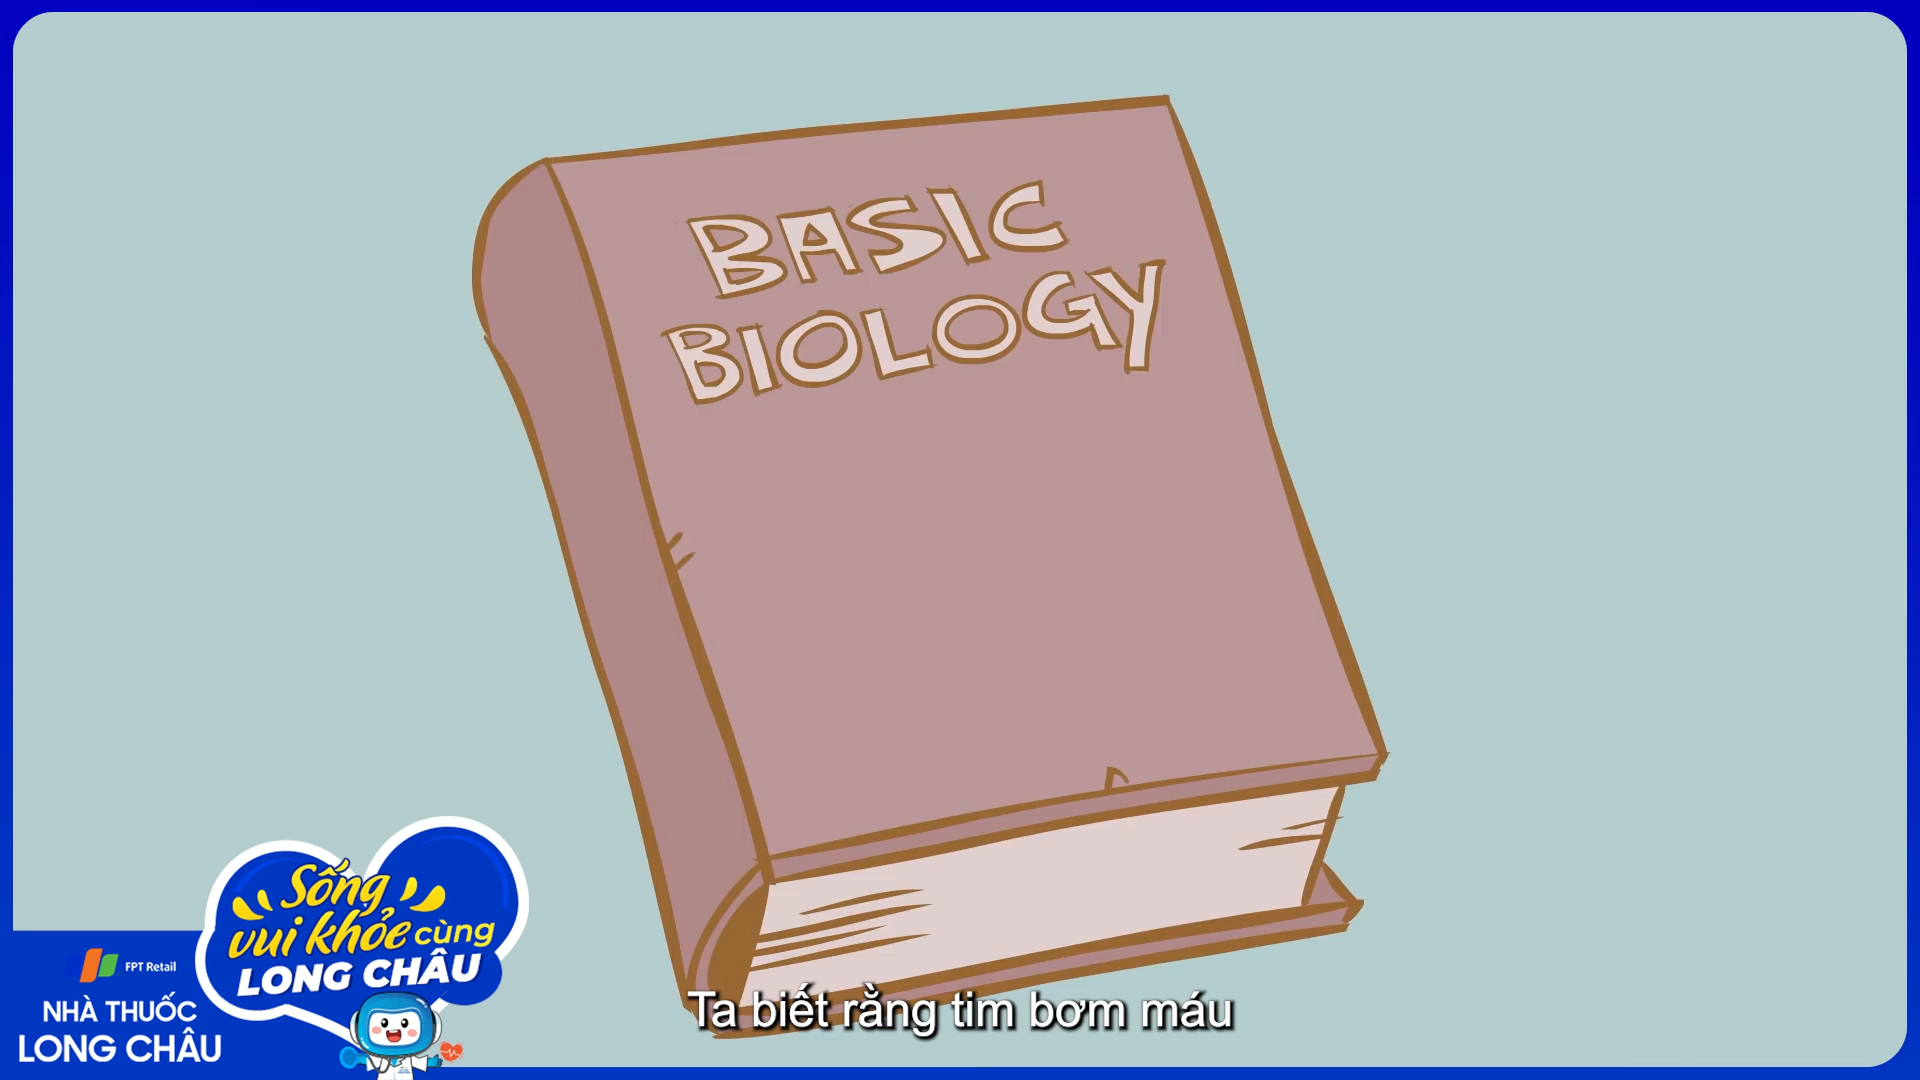 BASIC
BIOLOGY
Sống
vui khỏe cùng
LONG CHÂU
FPT Retail
NHÀ THUỐC
LONG CHÂU
Ta biết rằng tim bơm máu